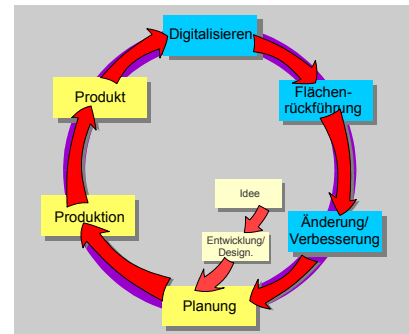 Digitalisieren
Flächen-
rückführung
Änderung/
Verbesserung
Planung
Produktion
Produkt
Idee
Entwicklung/
Design.